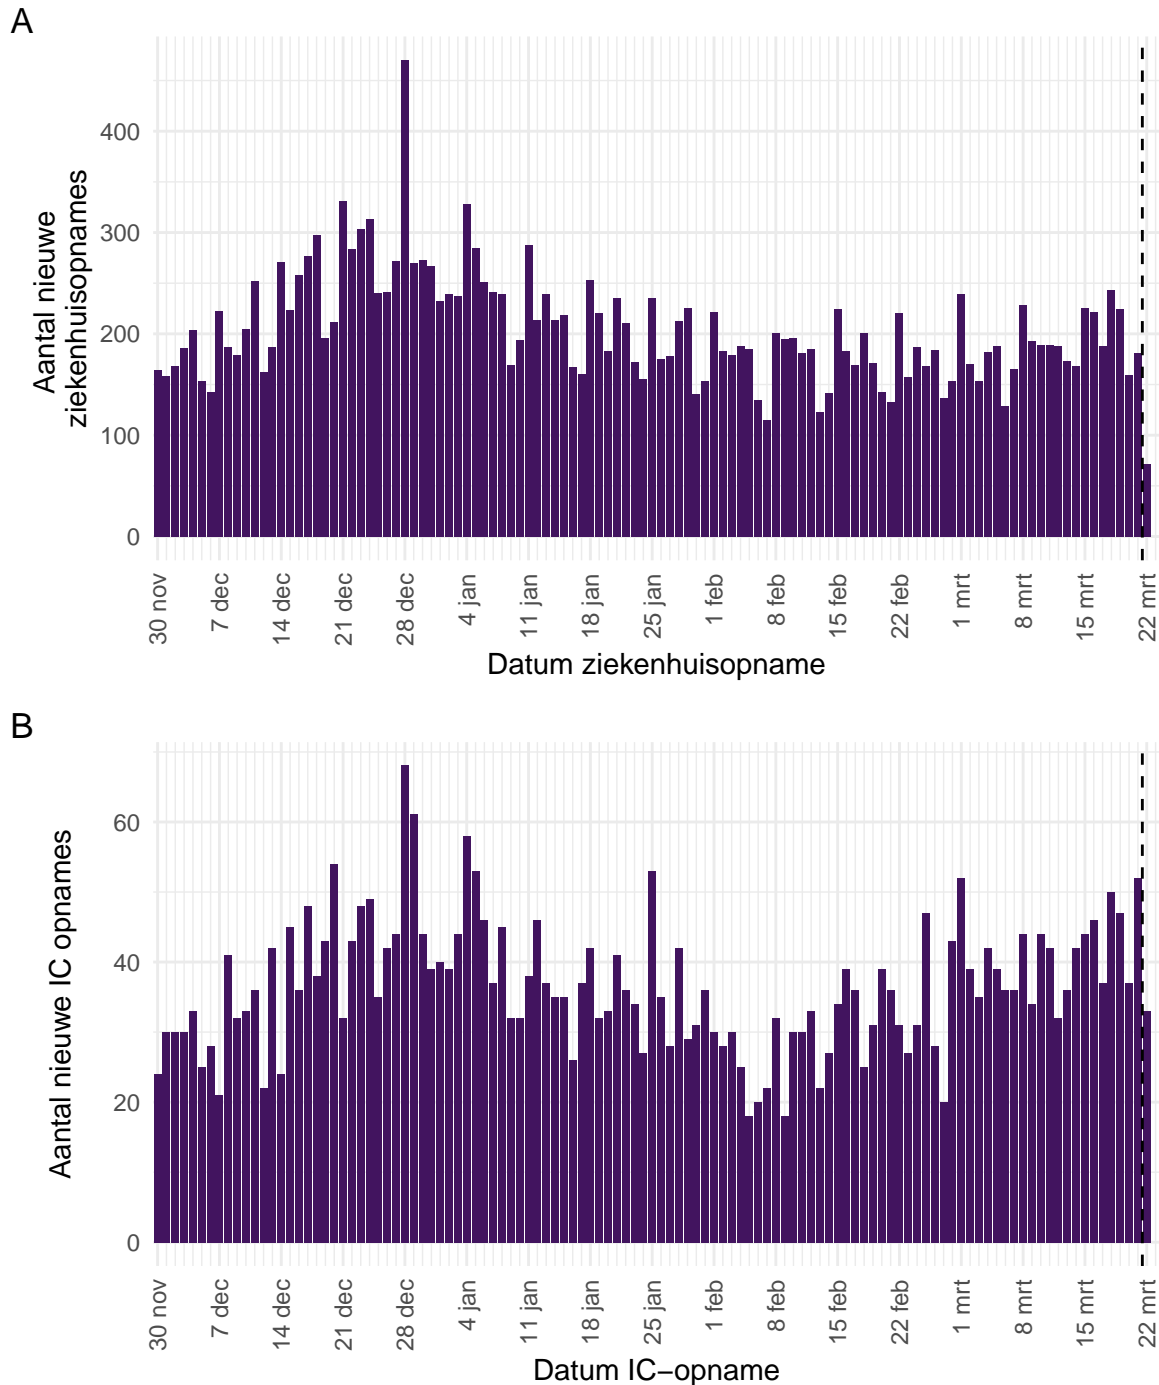 A
Aantal nieuwe
ziekenhuisopnames
400
300
200
100
0
30 nov
7 dec
14 dec
21 dec
28 dec
4 jan
11 jan
18 jan
25 jan
1 feb
8 feb
15 feb
22 feb
1 mrt
8 mrt
15 mrt
22 mrt
Datum ziekenhuisopname
B
Aantal nieuwe IC opnames
60
40
20
0
30 nov
7 dec
14 dec
21 dec
28 dec
4 jan
11 jan
18 jan
25 jan
1 feb
8 feb
15 feb
22 feb
1 mrt
8 mrt
15 mrt
22 mrt
Datum IC−opname